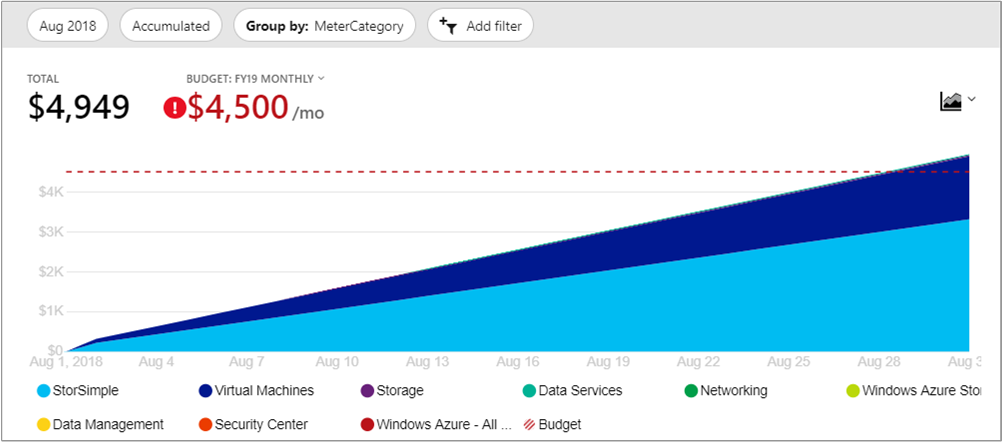 Aug 2018 Accumulated Group by: MeterCategory Add filter
TOTAL BUDGET: FY19 MONTHLY
$4,949 $4,500 /mo
$4K
$3K
$2K
$1K
$0
Aug 1, 2018 Aug 4 Aug 7 Aug 10 Aug 13 Aug 16 Aug 19 Aug 22 Aug 25 Aug 28 Aug 3
StorSimple Virtual Machines Storage Data Services Networking Windows Azure Stor
Data Management Security Center Windows Azure - All ... Budget